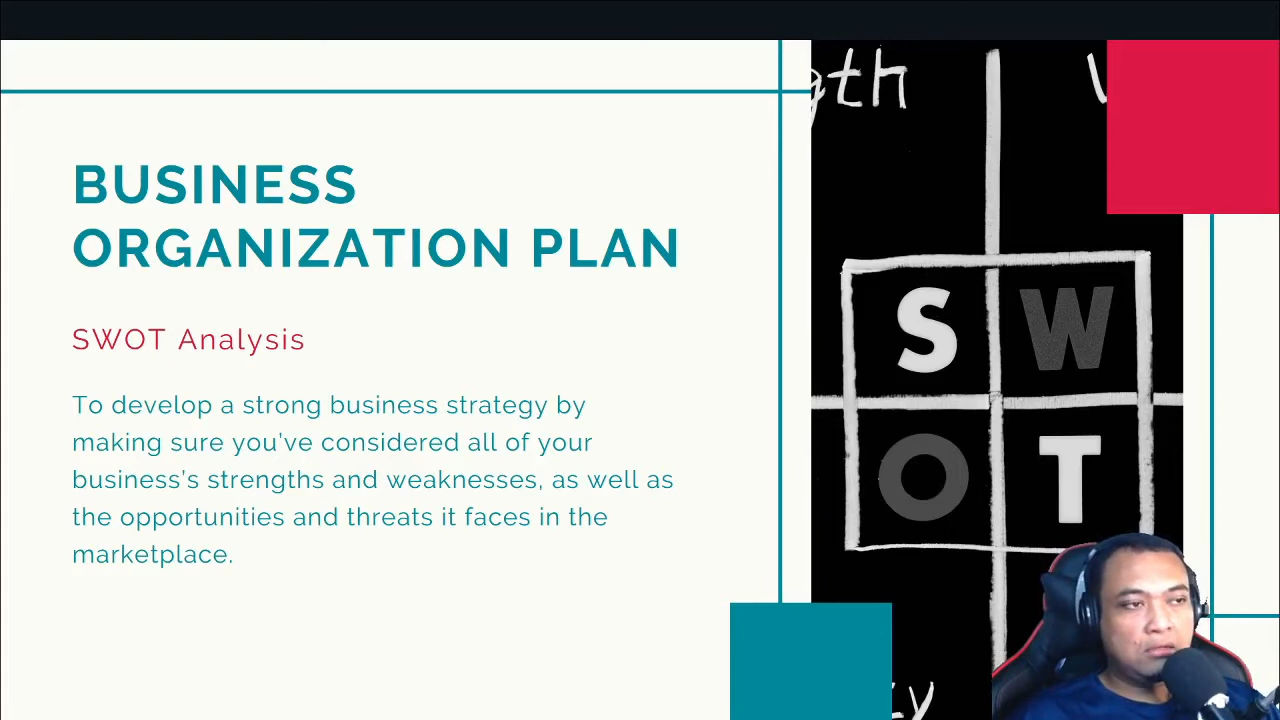 BUSINESS
ORGANIZATION PLAN
SWOT Analysis
To develop a strong business strategy by
making sure you've considered all of your
business's strengths and weaknesses, as well as
the opportunities and threats it faces in the
marketplace.
gth
S W
O T